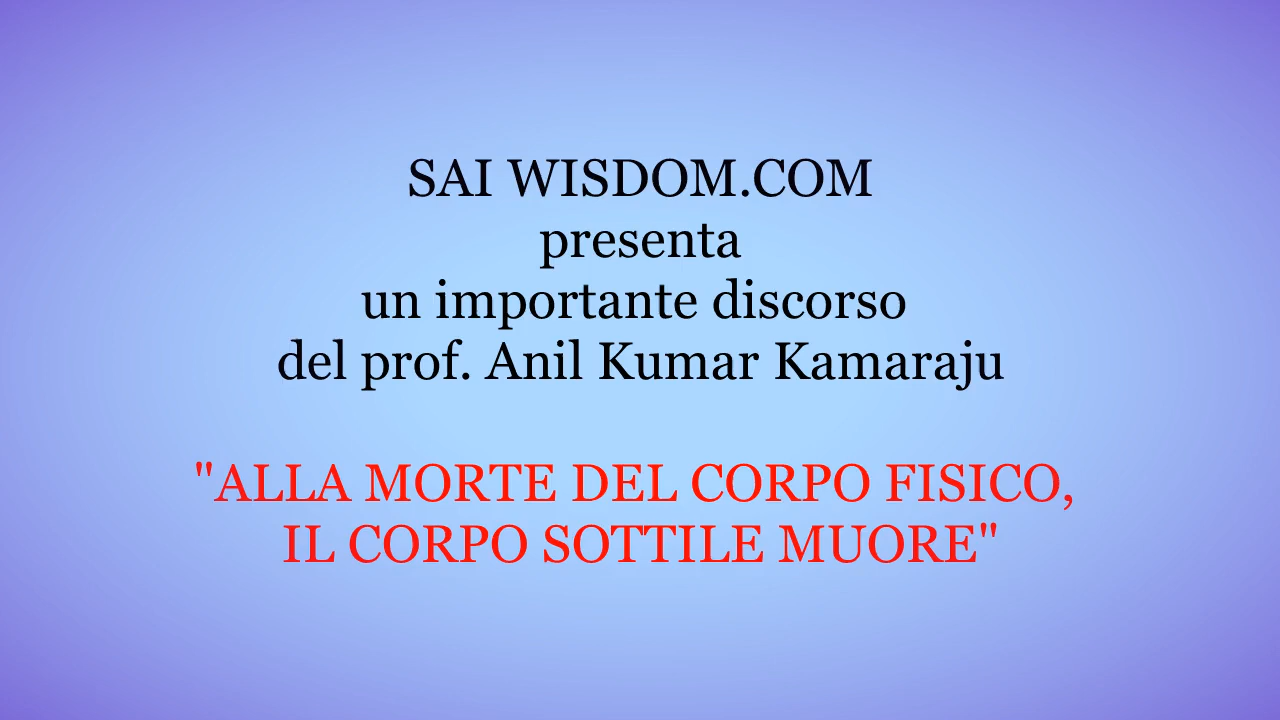 SAI WISDOM.COM
presenta
un importante discorso
del prof. Anil Kumar Kamaraju
"ALLA MORTE DEL CORPO FISICO,
IL CORPO SOTTILE MUORE"